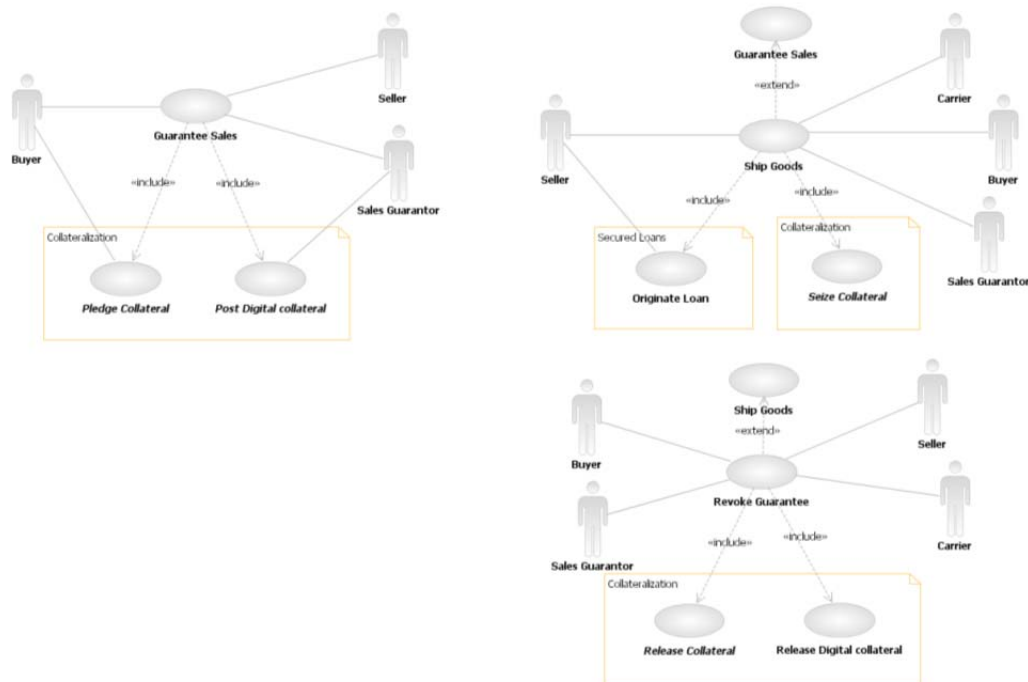 Seller
Buyer
Guarantee Sales
Sales Guarantor
«include»
«include»
Collateralization
Pledge Collateral
Post Digital collateral
Guarantee Sales
«extend»
Carrier
Seller
Ship Goods
Buyer
«include»
«include»
Sales Guarantor
Secured Loans
Collateralization
Originate Loan
Seize Collateral
Ship Goods
«extend»
Buyer
Seller
Revoke Guarantee
Sales Guarantor
Carrier
«include»
«include»
Collateralization
Release Collateral
Release Digital collateral